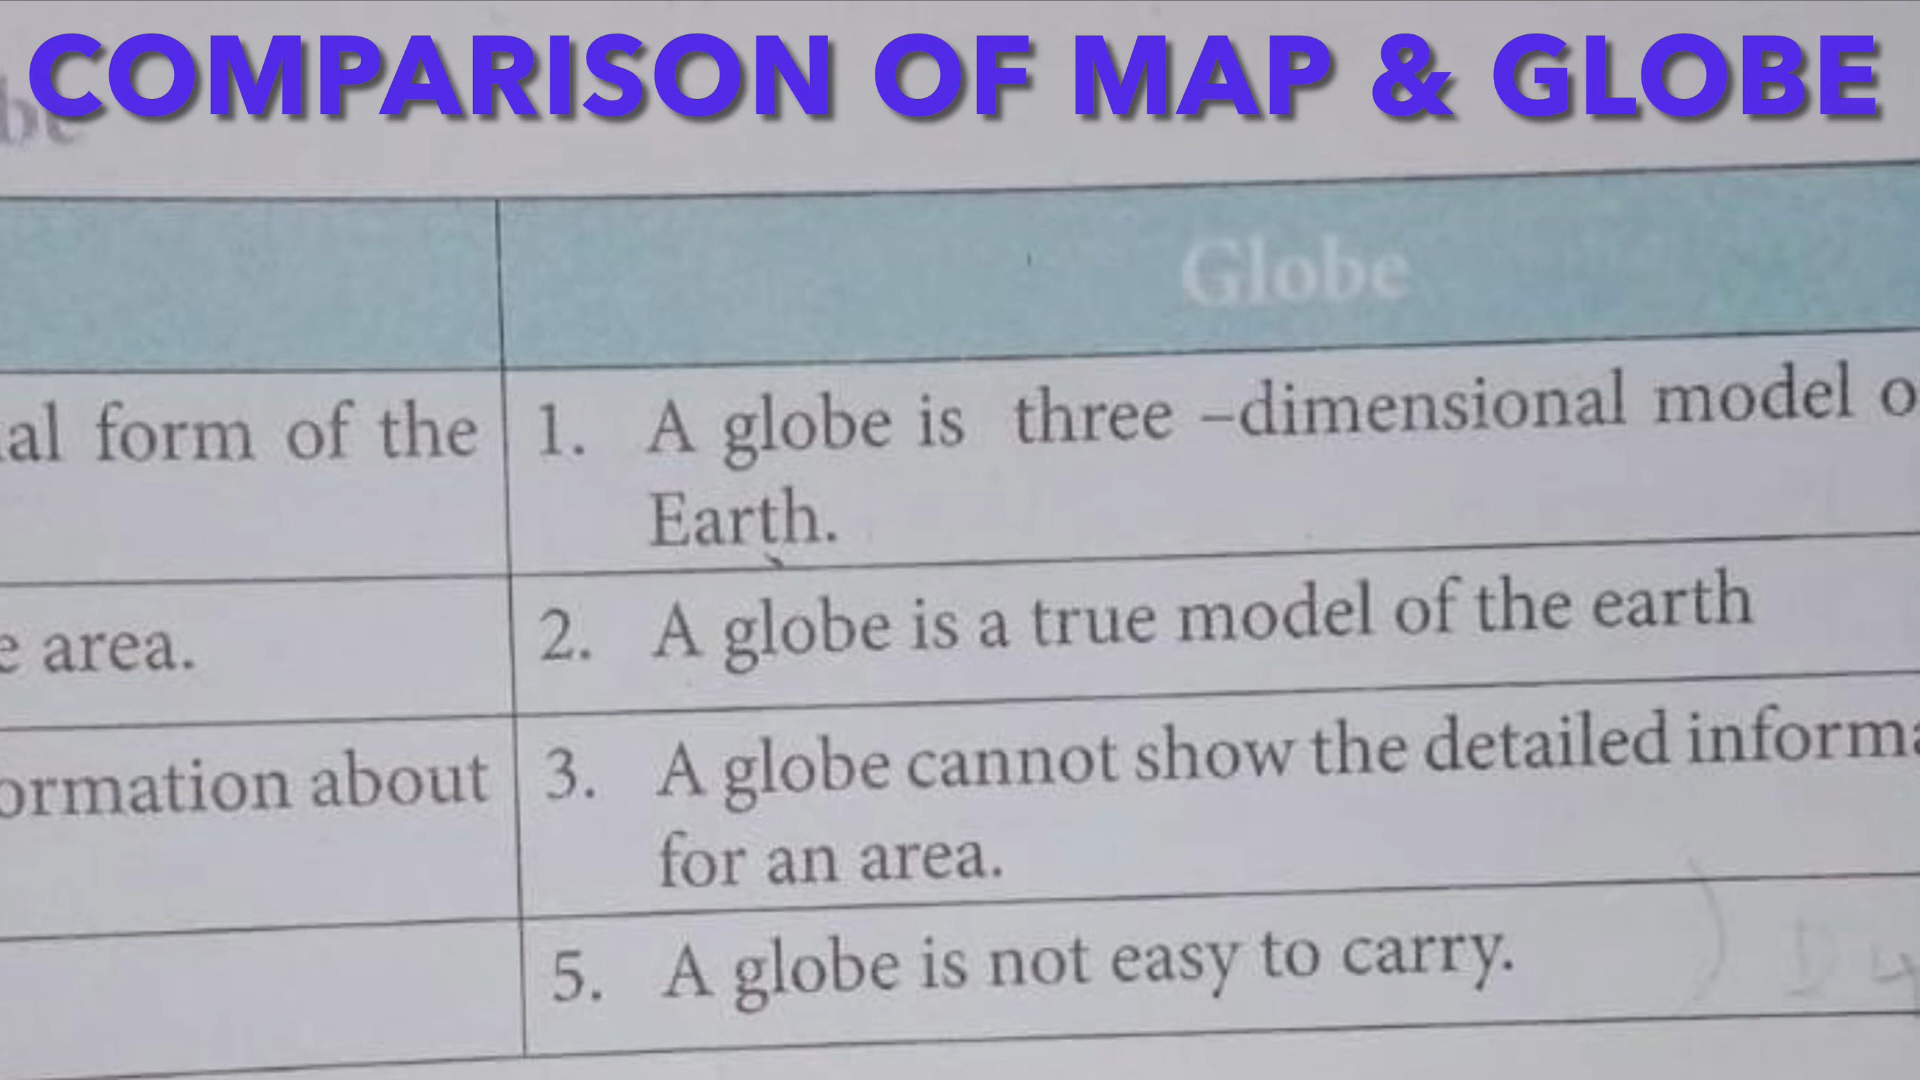 COMPARISON OF MAP & GLOBE
be
Globe
al form of the
1. A globe is three –dimensional model o
Earth.
e area.
2. A globe is a true model of the earth
ormation about
3. A globe cannot show the detailed informa
for an area.
5. A globe is not easy to carry.